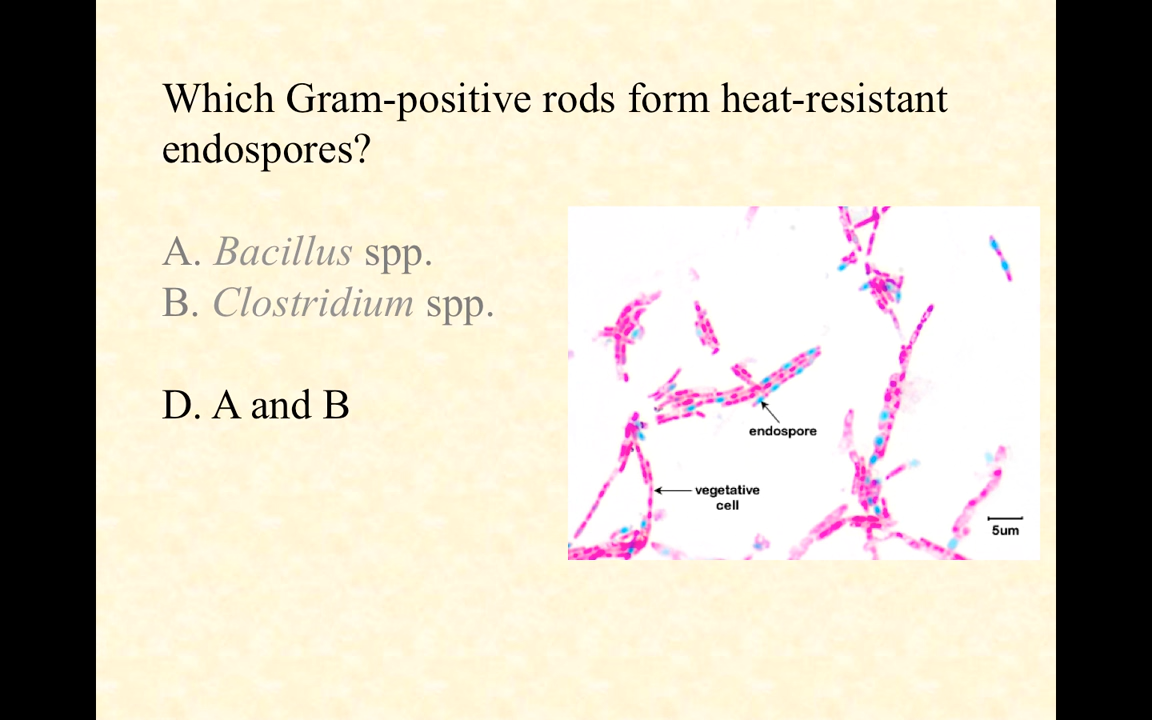 Which Gram-positive rods form heat-resistant
endospores?
A. Bacillus spp.
B. Clostridium spp.
D. A and B
endospore
vegetative
cell
5um